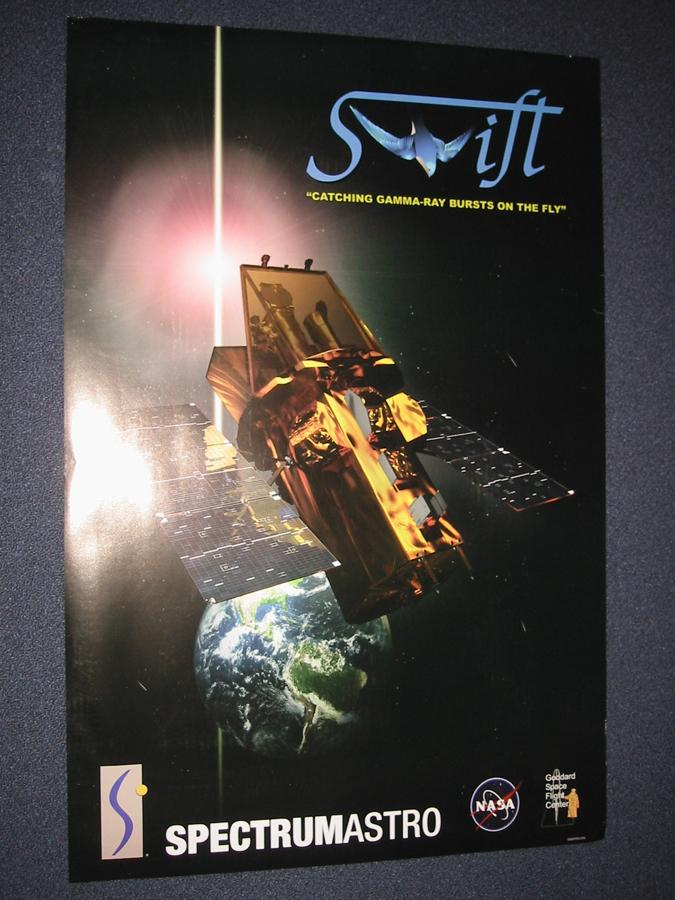 Swift
"CATCHING GAMMA-RAY BURSTS ON THE FLY"
SPECTRUMASTRO
NASA
Goddard
Space
Flight
Center